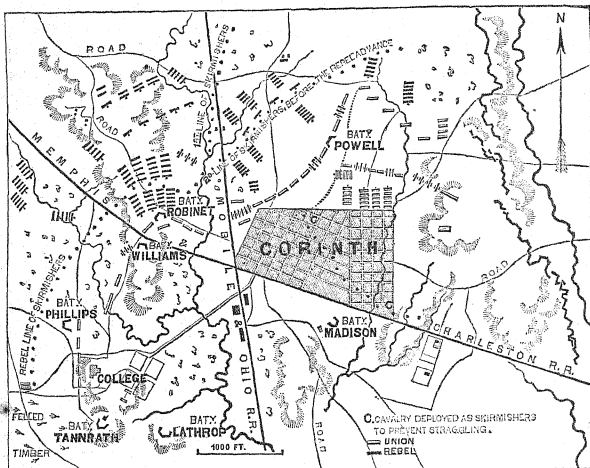 N
ROAD
ROAD
1ST LINE OF SKIRMISHERS
2D LINE OF SKIRMISHERS, BEFORE THE REBEL ADVANCE
BATY.
POWELL
MEMPHIS
BATY.
ROBINET
MOBILE & OHIO R.R.
CORINTH
BATY.
WILLIAMS
ROAD
REBEL LINE OF SKIRMISHERS
BATY.
PHILLIPS
BATY.
MADISON
CHARLESTON R.R.
COLLEGE
FELLED
TIMBER
BATY.
TANNRATH
BATY.
LATHROP
1000 FT.
ROAD
C. CAVALRY DEPLOYED AS SKIRMISHERS
TO PREVENT STRAGGLING.
UNION
REBEL